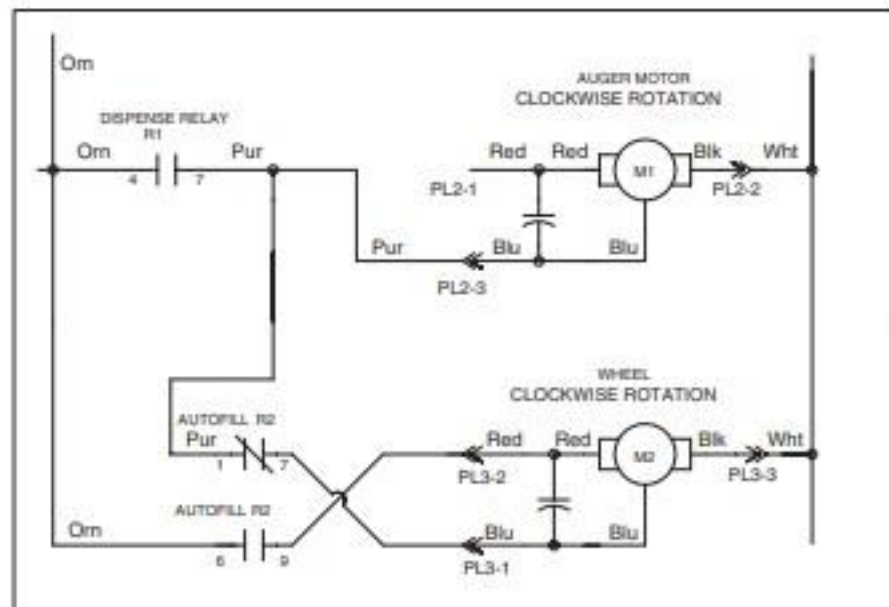 Orn
AUGER MOTOR
CLOCKWISE ROTATION
DISPENSE RELAY
R1
Orn
4
7
Pur
PL2-1
Red
Red
M1
Blk
PL2-2
Wht
Pur
PL2-3
Blu
Blu
WHEEL
CLOCKWISE ROTATION
AUTOFILL R2
Pur
1
7
PL3-2
Red
Red
M2
Blk
PL3-3
Wht
AUTOFILL R2
Orn
6
9
PL3-1
Blu
Blu